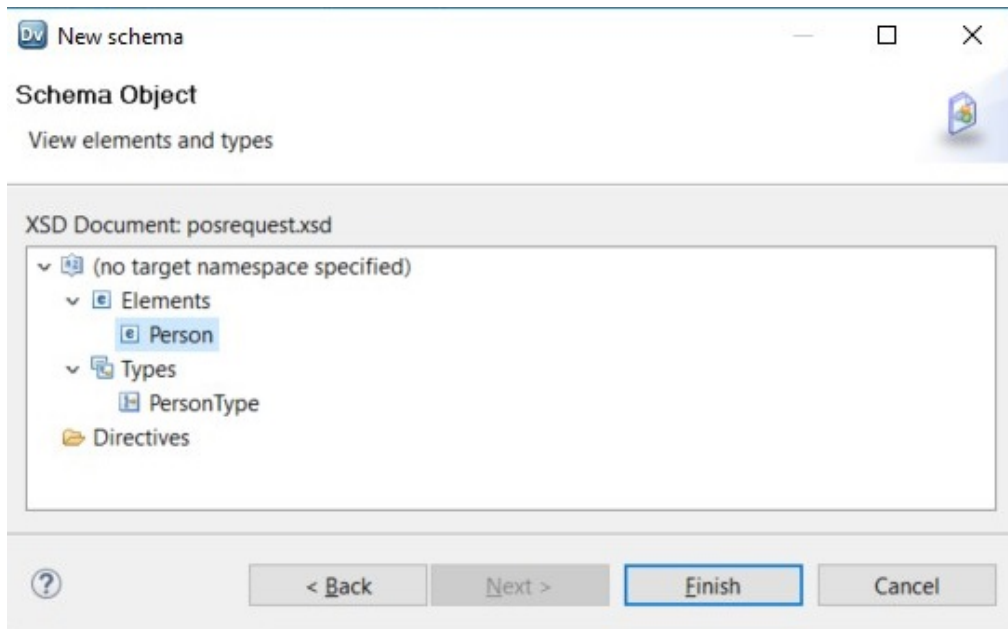 Dv New schema
Schema Object
View elements and types
XSD Document: posrequest.xsd
(no target namespace specified)
e Elements
e Person
Types
PersonType
Directives
? < Back Next > Finish Cancel